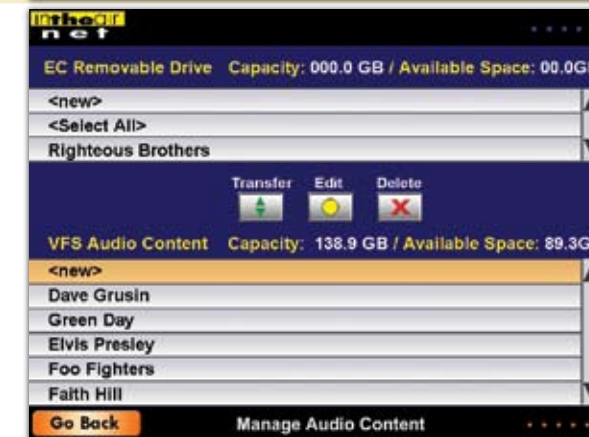 intheair
net
EC Removable Drive Capacity: 000.0 GB / Available Space: 00.0G
<new>
<Select All>
Righteous Brothers
Transfer Edit Delete
VFS Audio Content Capacity: 138.9 GB / Available Space: 89.3G
<new>
Dave Grusin
Green Day
Elvis Presley
Foo Fighters
Faith Hill
Go Back Manage Audio Content